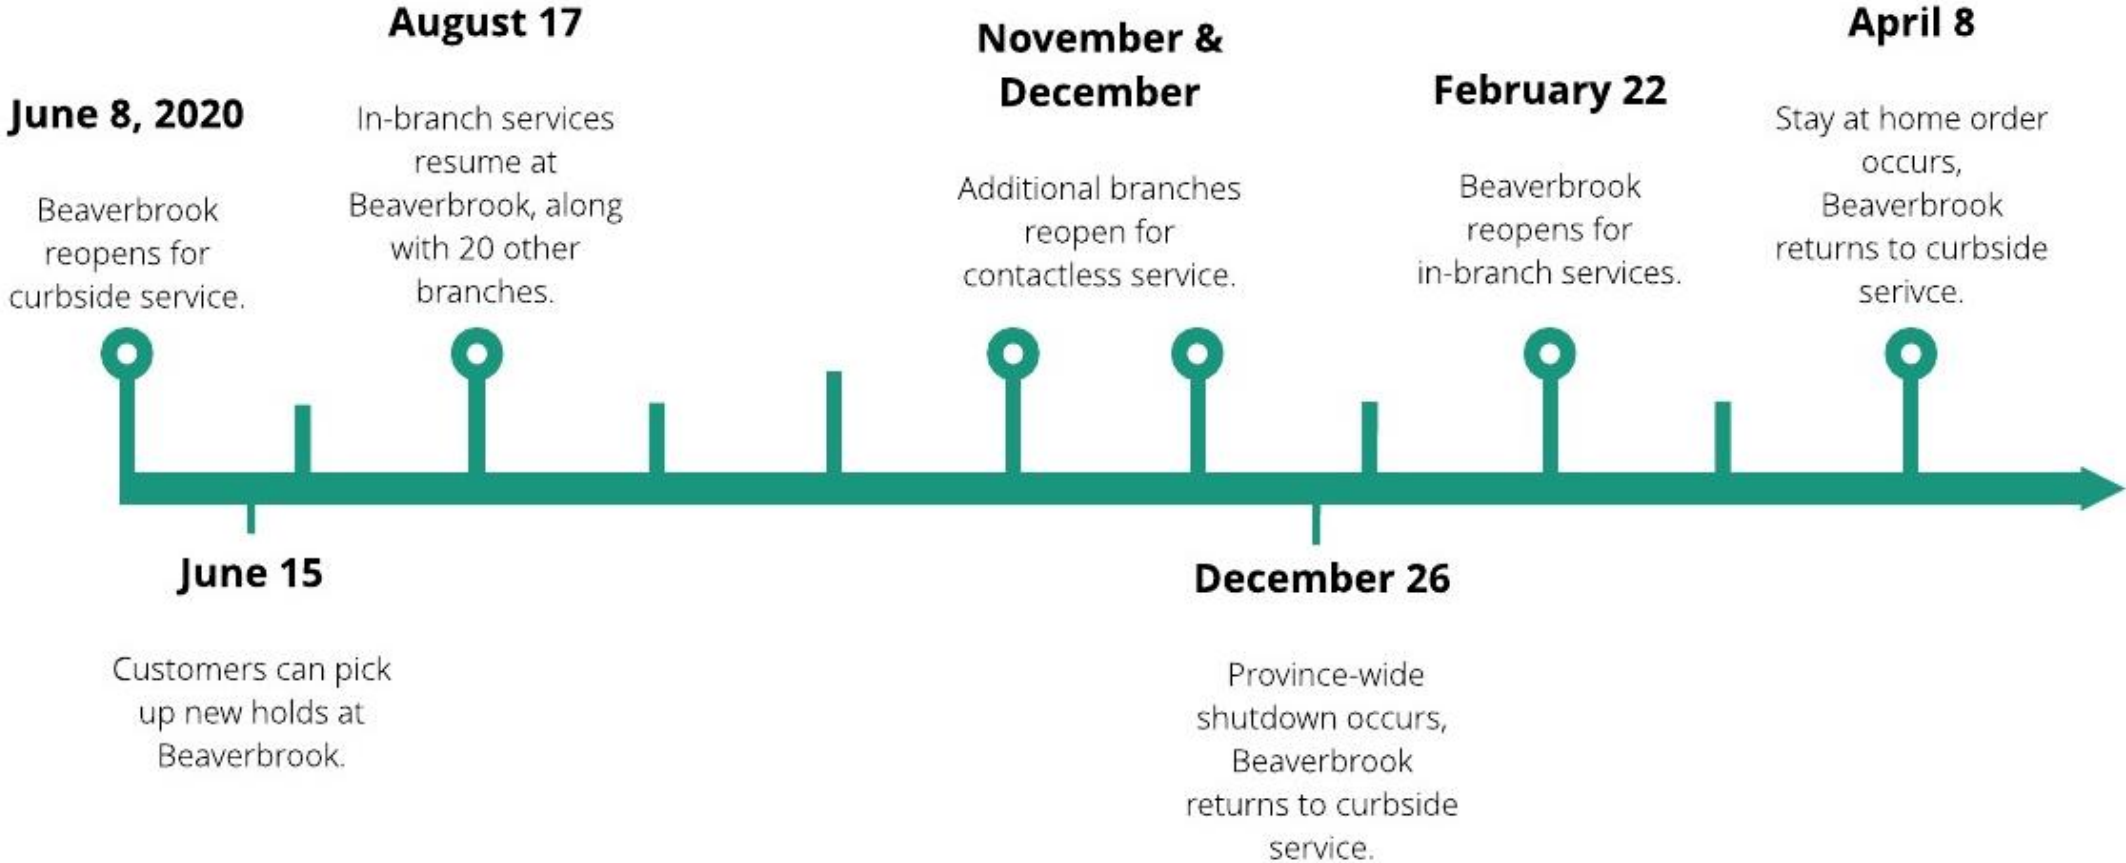 June 8, 2020
Beaverbrook
reopens for
curbside service.
August 17
In-branch services
resume at
Beaverbrook, along
with 20 other
branches.
November &
December
Additional branches
reopen for
contactless service.
February 22
Beaverbrook
reopens for
in-branch services.
April 8
Stay at home order
occurs,
Beaverbrook
returns to curbside
serivce.
June 15
Customers can pick
up new holds at
Beaverbrook.
December 26
Province-wide
shutdown occurs,
Beaverbrook
returns to curbside
service.